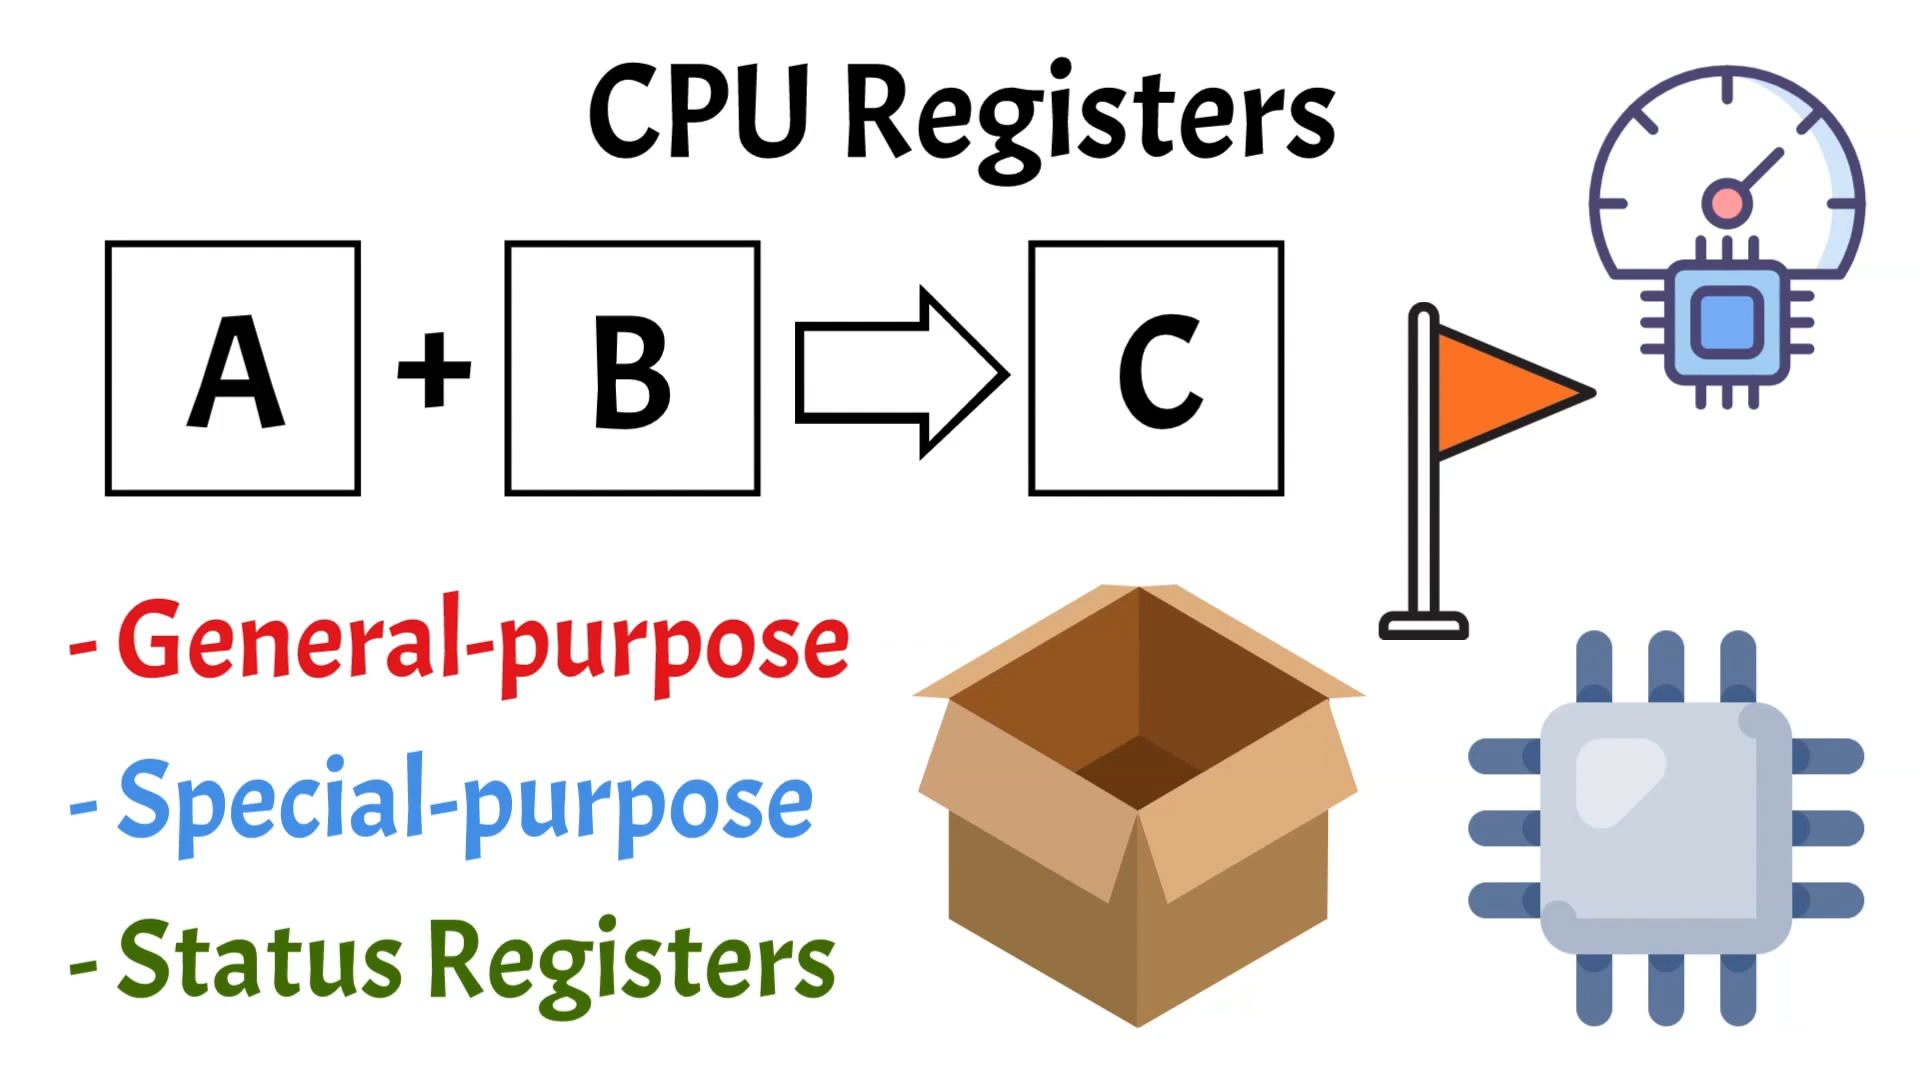 CPU Registers
A + B C
- General-purpose
- Special-purpose
- Status Registers